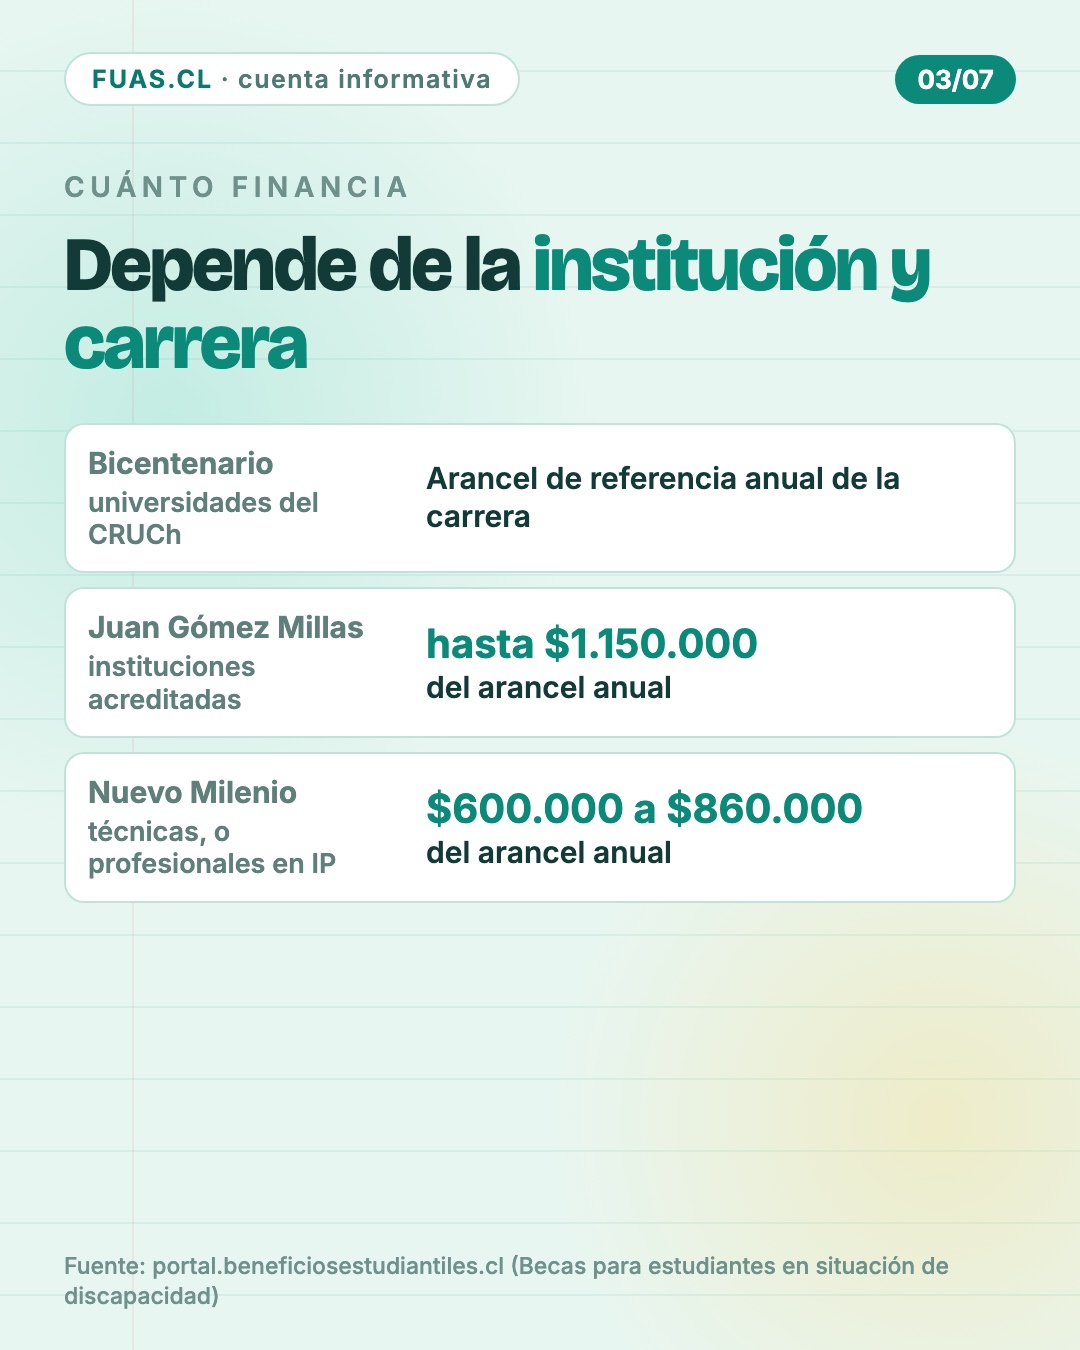 FUAS.CL · cuenta informativa
03/07
CUÁNTO FINANCIA
Depende de la institución y
carrera
Bicentenario
universidades del
CRUCh
Arancel de referencia anual de la
carrera
Juan Gómez Millas
instituciones
acreditadas
hasta $1.150.000
del arancel anual
Nuevo Milenio
técnicas, o
profesionales en IP
$600.000 a $860.000
del arancel anual
Fuente: portal.beneficiosestudiantiles.cl (Becas para estudiantes en situación de
discapacidad)